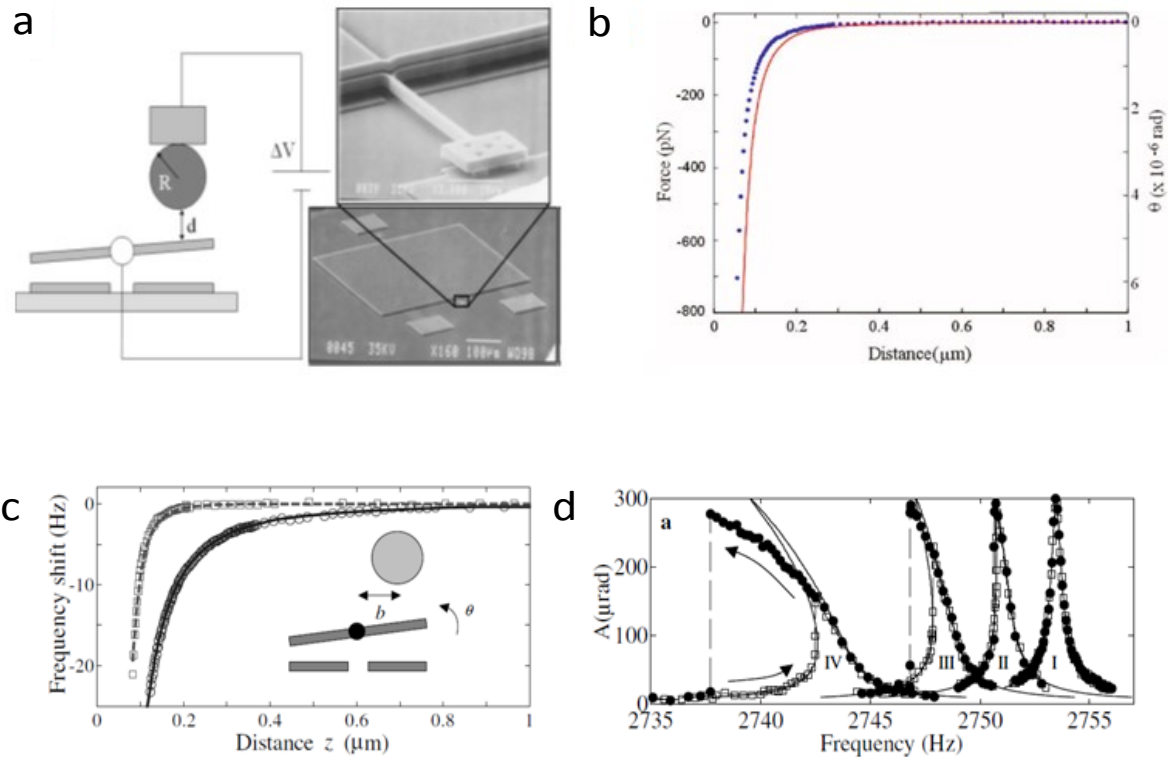 a
R
ΔV
d
0045 35KV X160 100µm WD98
b
0
-200
-400
-600
-800
Force (pN)
0
2
4
6
θ (x 10 -6 rad)
0
0.2
0.4
0.6
0.8
1
Distance(µm)
c
0
-10
-20
Frequency shift (Hz)
b
θ
0
0.2
0.4
0.6
0.8
1
Distance z (µm)
d
a
300
200
100
0
A(µrad)
IV
III
II
I
2735
2740
2745
2750
2755
Frequency (Hz)